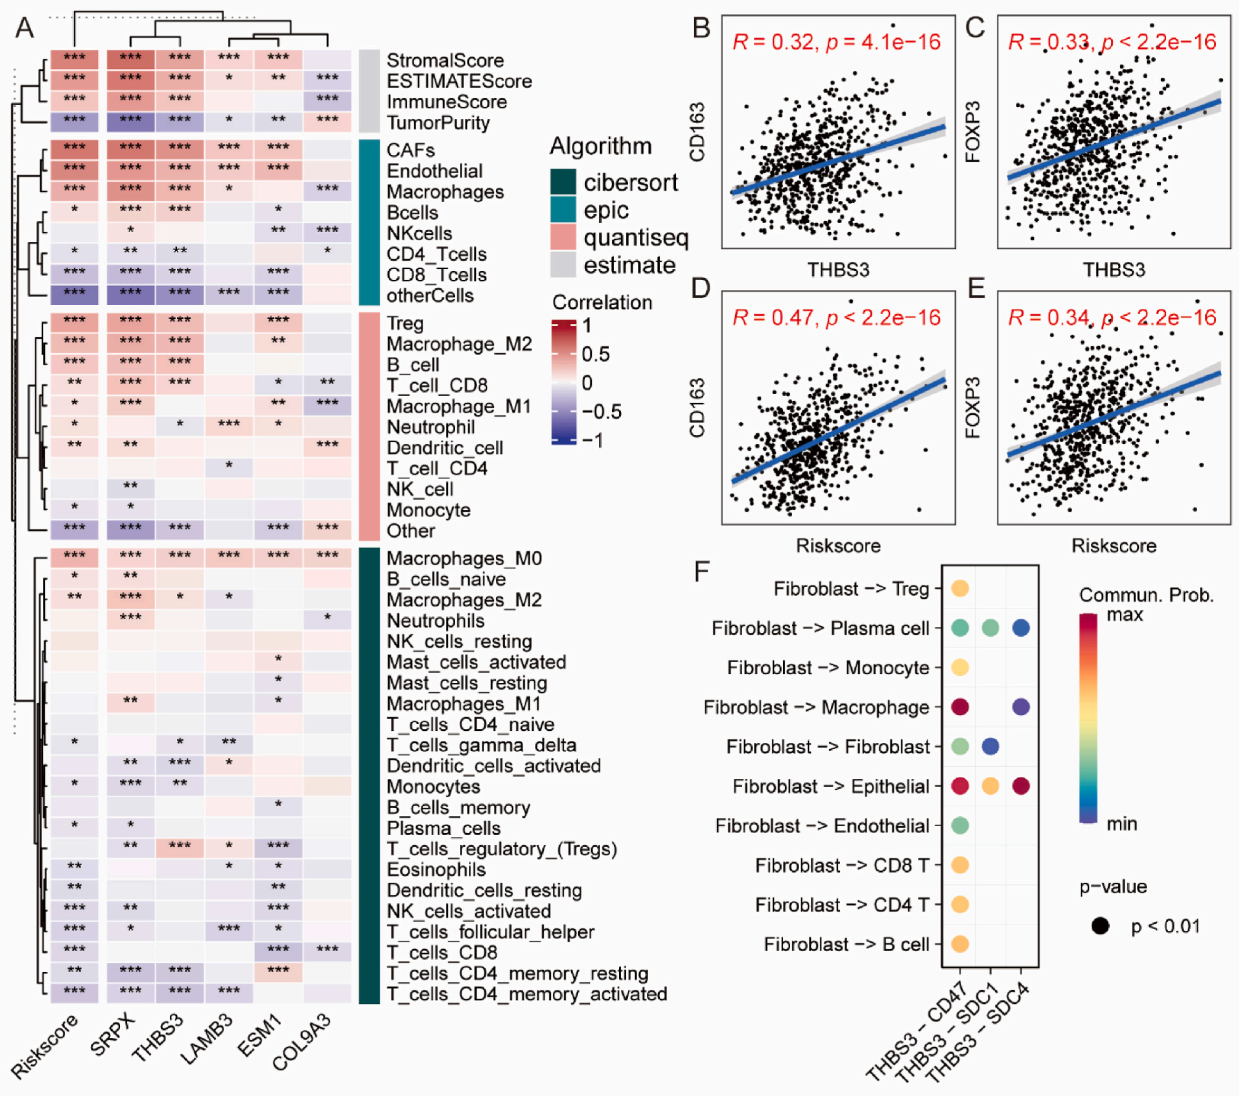 A
StromalScore
ESTIMATEScore
ImmuneScore
TumorPurity
CAFs
Endothelial
Macrophages
Bcells
NKcells
CD4_Tcells
CD8_Tcells
otherCells
Treg
Macrophage_M2
B_cell
T_cell_CD8
Macrophage_M1
Neutrophil
Dendritic_cell
T_cell_CD4
NK_cell
Monocyte
Other
Macrophages_M0
B_cells_naive
Macrophages_M2
Neutrophils
NK_cells_resting
Mast_cells_activated
Mast_cells_resting
Macrophages_M1
T_cells_CD4_naive
T_cells_gamma_delta
Dendritic_cells_activated
Monocytes
B_cells_memory
Plasma_cells
T_cells_regulatory_(Tregs)
Eosinophils
Dendritic_cells_resting
NK_cells_activated
T_cells_follicular_helper
T_cells_CD8
T_cells_CD4_memory_resting
T_cells_CD4_memory_activated
Riskscore
SRPX
THBS3
LAMB3
ESM1
COL9A3
Algorithm
cibersort
epic
quantiseq
estimate
Correlation
1
0.5
0
−0.5
−1
B
R = 0.32, p = 4.1e−16
CD163
THBS3
C
R = 0.33, p < 2.2e−16
FOXP3
THBS3
D
R = 0.47, p < 2.2e−16
CD163
Riskscore
E
R = 0.34, p < 2.2e−16
FOXP3
Riskscore
F
Fibroblast −> Treg
Fibroblast −> Plasma cell
Fibroblast −> Monocyte
Fibroblast −> Macrophage
Fibroblast −> Fibroblast
Fibroblast −> Epithelial
Fibroblast −> Endothelial
Fibroblast −> CD8 T
Fibroblast −> CD4 T
Fibroblast −> B cell
THBS3 − CD47
THBS3 − SDC1
THBS3 − SDC4
Commun. Prob.
max
min
p−value
p < 0.01